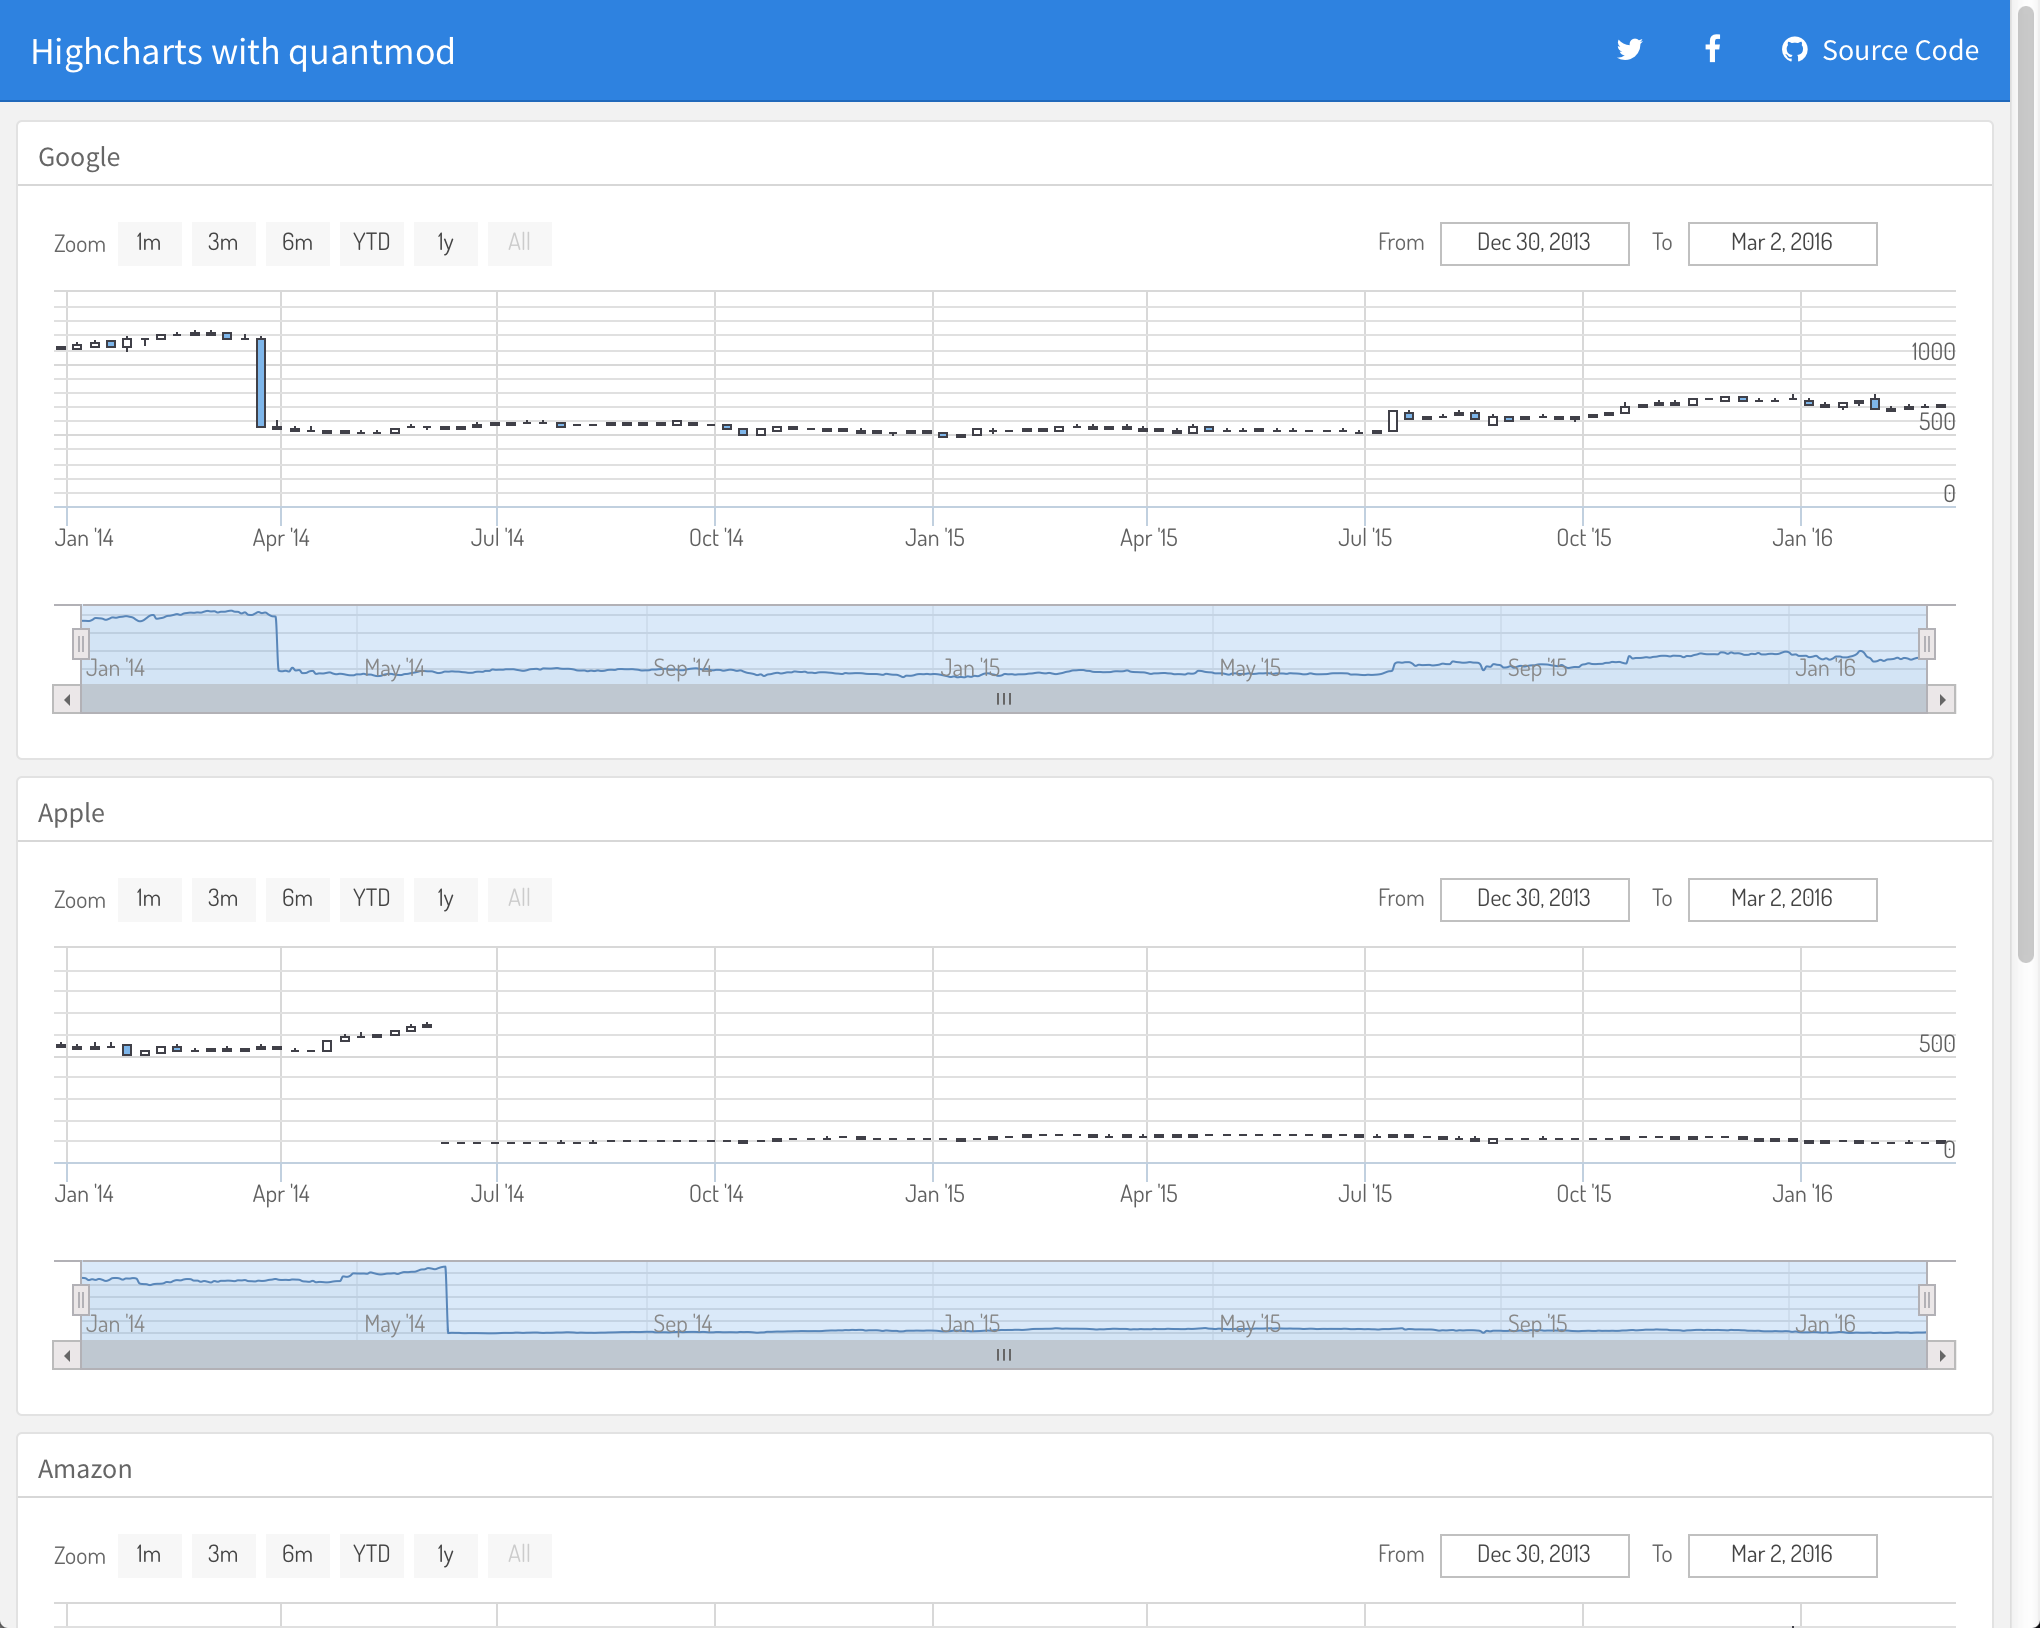 Highcharts with quantmod
Source Code
Google
Zoom 1m 3m 6m YTD 1y All From Dec 30, 2013 To Mar 2, 2016
1000
500
0
Jan '14 Apr '14 Jul '14 Oct '14 Jan '15 Apr '15 Jul '15 Oct '15 Jan '16
Jan '14 May '14 Sep '14 Jan '15 May '15 Sep '15 Jan '16
Apple
Zoom 1m 3m 6m YTD 1y All From Dec 30, 2013 To Mar 2, 2016
500
0
Jan '14 Apr '14 Jul '14 Oct '14 Jan '15 Apr '15 Jul '15 Oct '15 Jan '16
Jan '14 May '14 Sep '14 Jan '15 May '15 Sep '15 Jan '16
Amazon
Zoom 1m 3m 6m YTD 1y All From Dec 30, 2013 To Mar 2, 2016